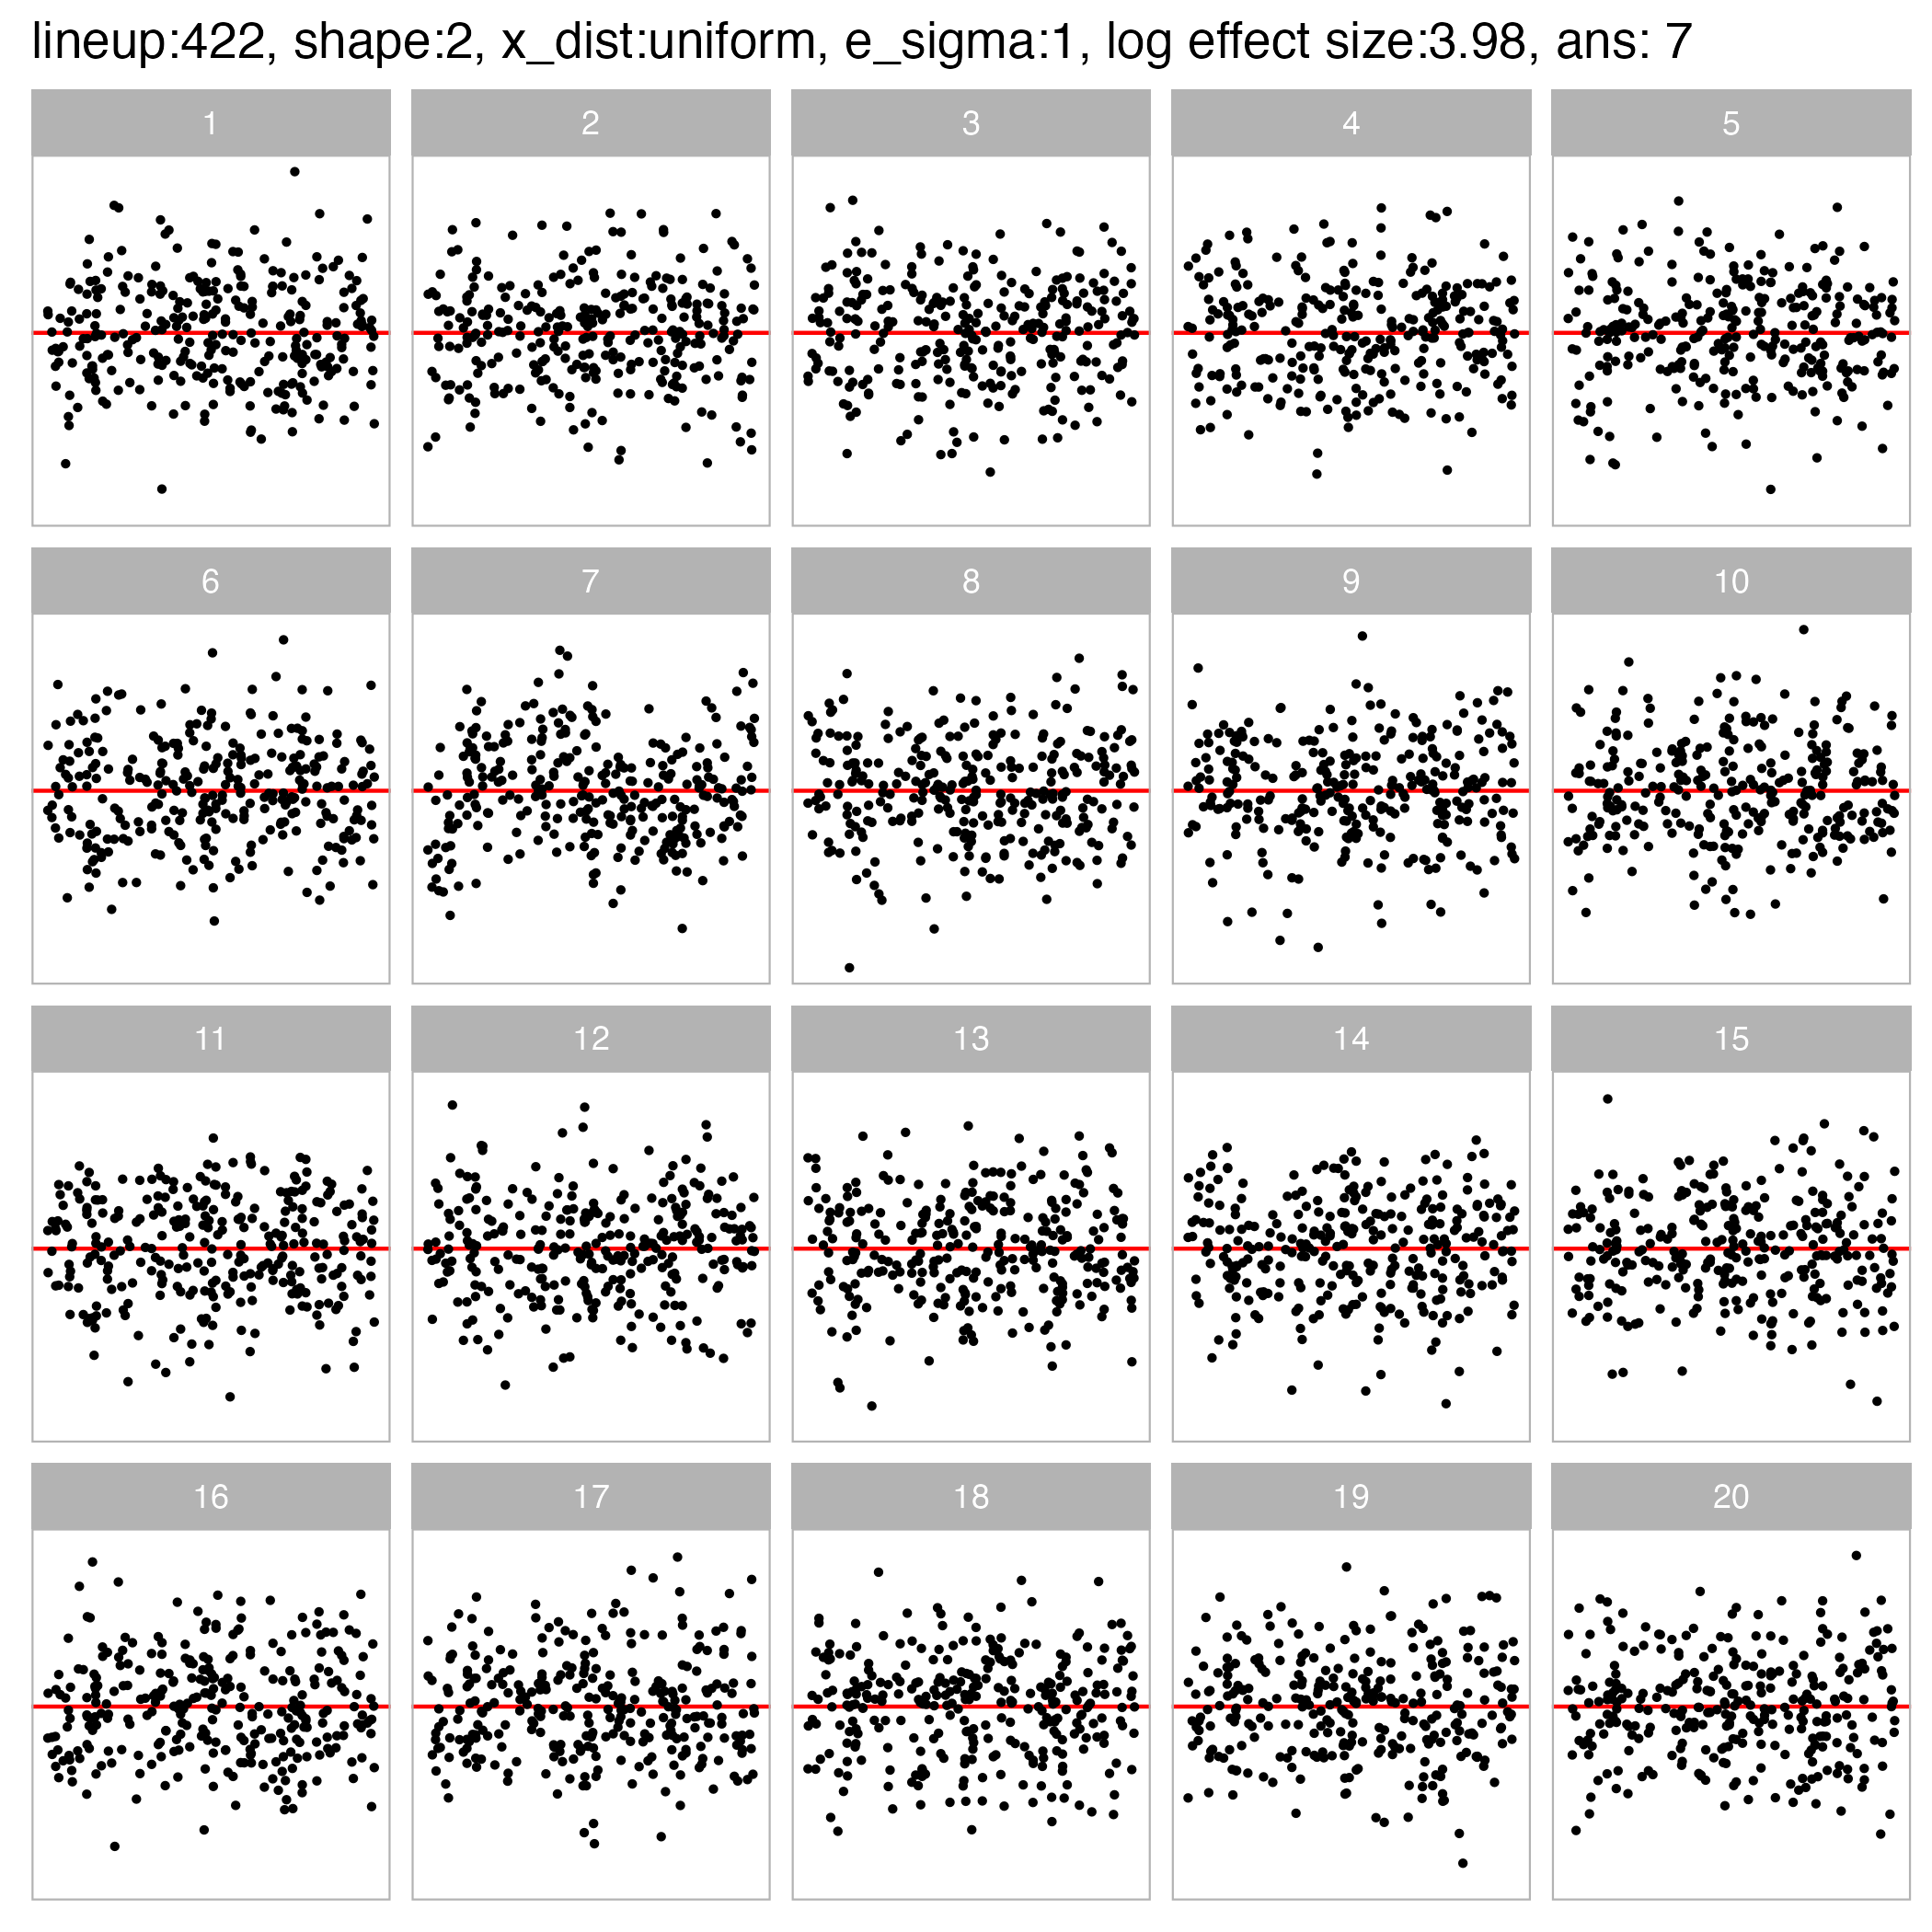 lineup:422, shape:2, x_dist:uniform, e_sigma:1, log effect size:3.98, ans: 7
1 2 3 4 5
6 7 8 9 10
11 12 13 14 15
16 17 18 19 20